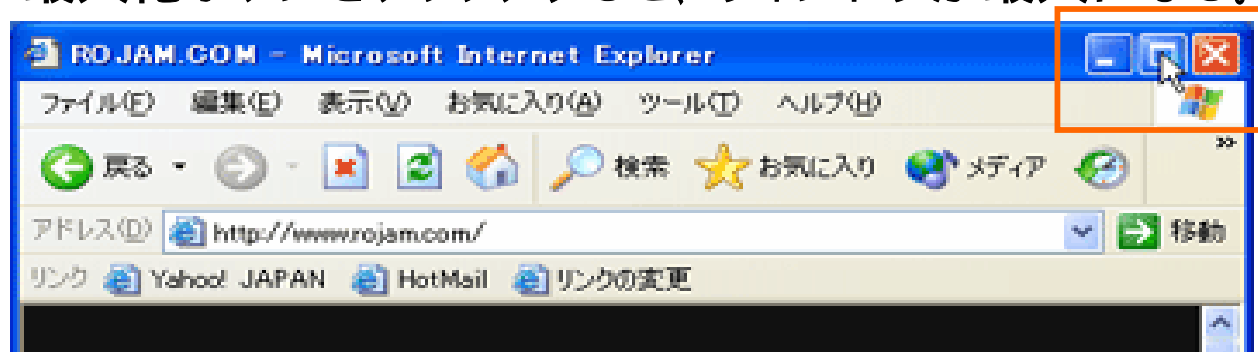 ROJAM.COM - Microsoft Internet Explorer
ファイル(F) 編集(E) 表示(V) お気に入り(A) ツール(T) ヘルプ(H)
戻る 検索 お気に入り メディア »
アドレス(D) http://www.rojam.com/ 移動
リンク Yahoo! JAPAN HotMail リンクの変更